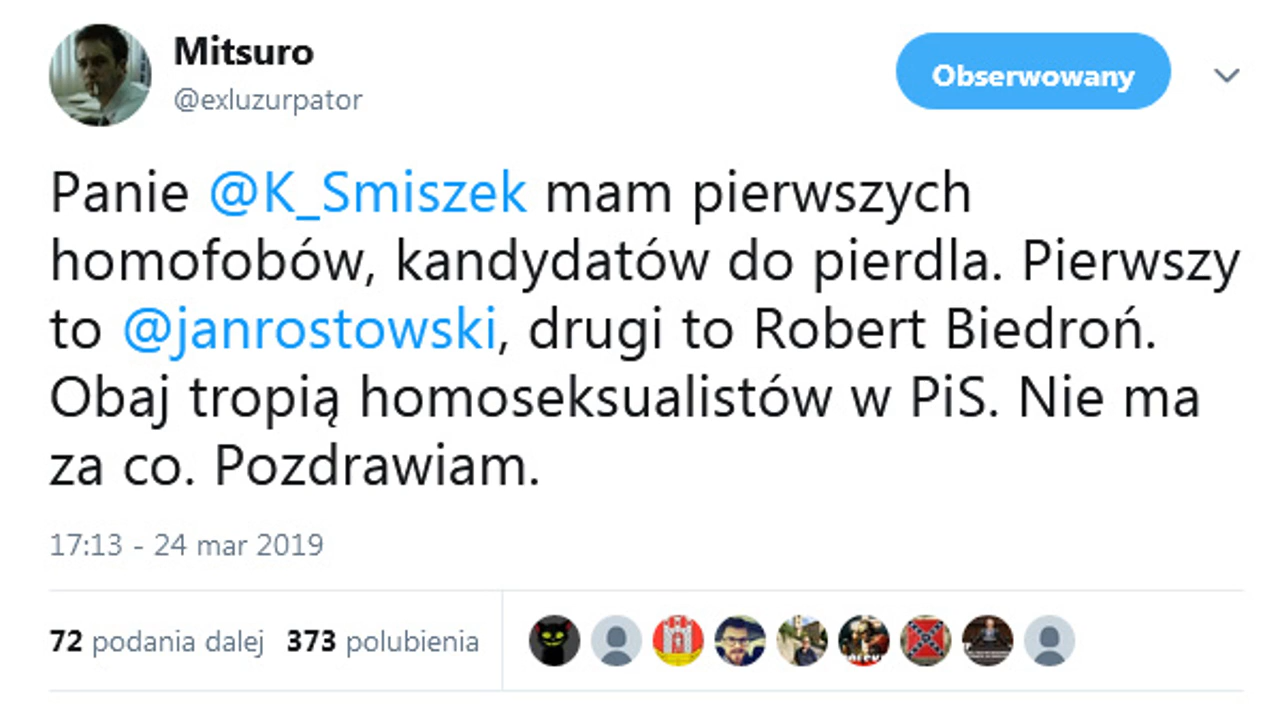 Mitsuro
@exluzurpator
Obserwowany
Panie @K_Smiszek mam pierwszych
homofobów, kandydatów do pierdla. Pierwszy
to @janrostowski, drugi to Robert Biedroń.
Obaj tropią homoseksualistów w PiS. Nie ma
za co. Pozdrawiam.
17:13 - 24 mar 2019
72 podania dalej 373 polubienia